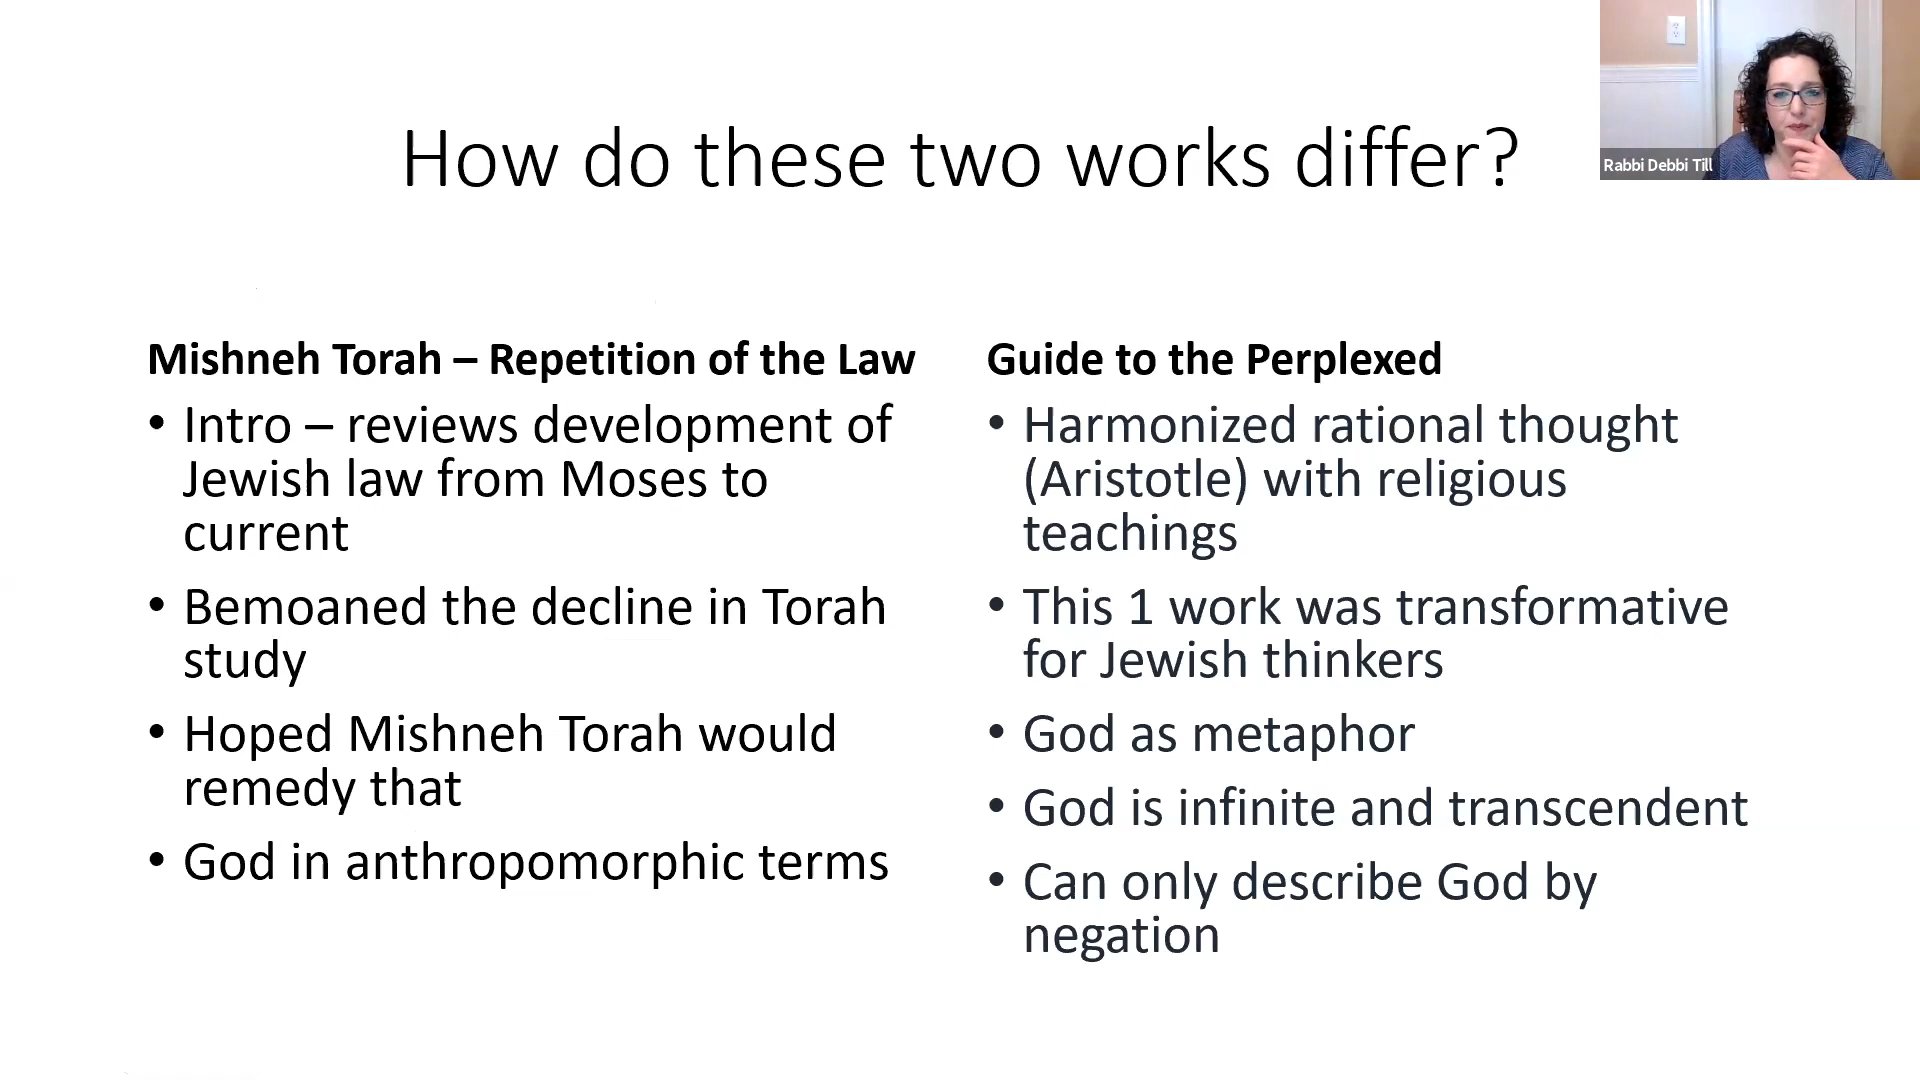 How do these two works differ?
Rabbi Debbi Till
Mishneh Torah – Repetition of the Law
• Intro – reviews development of
Jewish law from Moses to
current
• Bemoaned the decline in Torah
study
• Hoped Mishneh Torah would
remedy that
• God in anthropomorphic terms
Guide to the Perplexed
• Harmonized rational thought
(Aristotle) with religious
teachings
• This 1 work was transformative
for Jewish thinkers
• God as metaphor
• God is infinite and transcendent
• Can only describe God by
negation